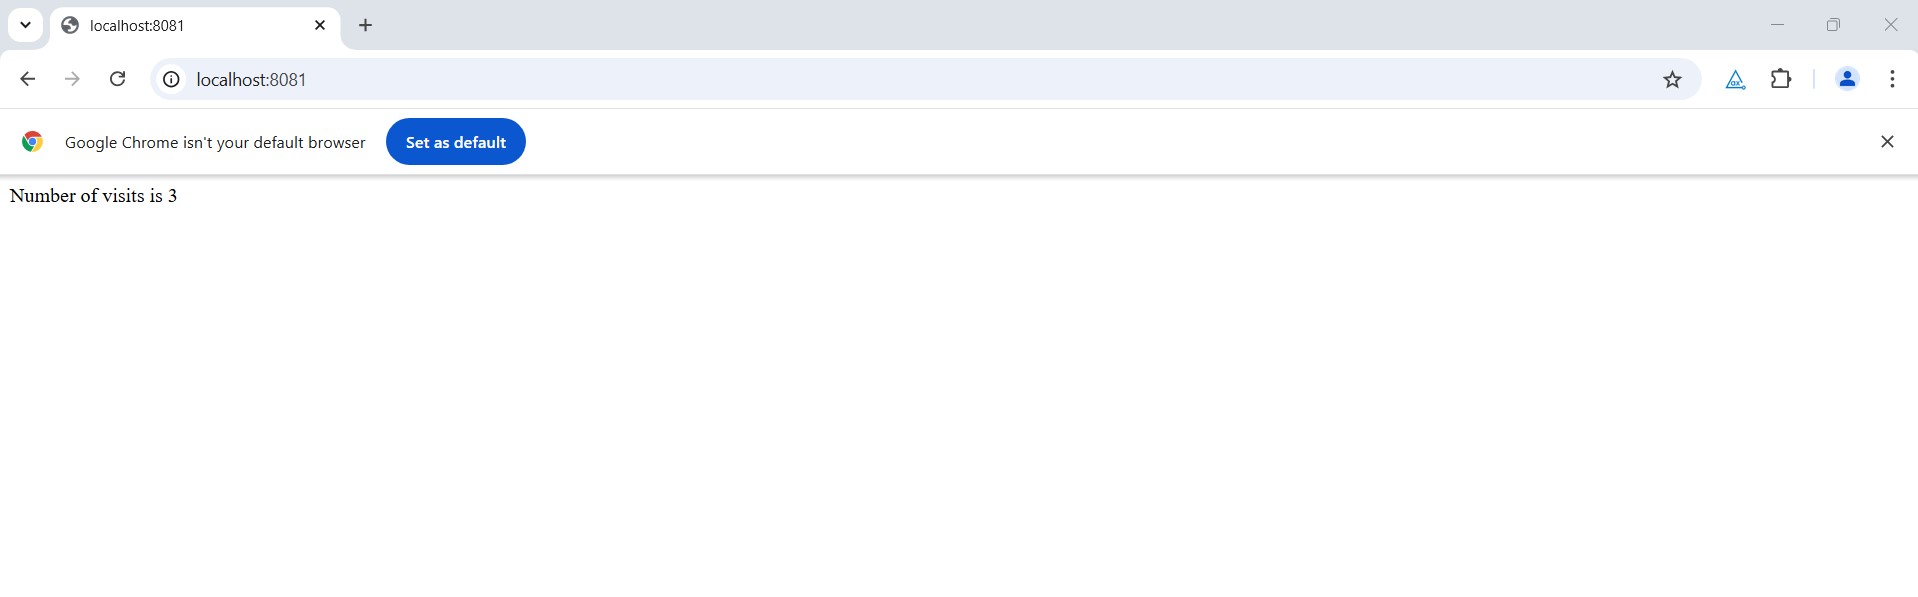 localhost:8081
localhost:8081
Google Chrome isn't your default browser
Set as default
Number of visits is 3